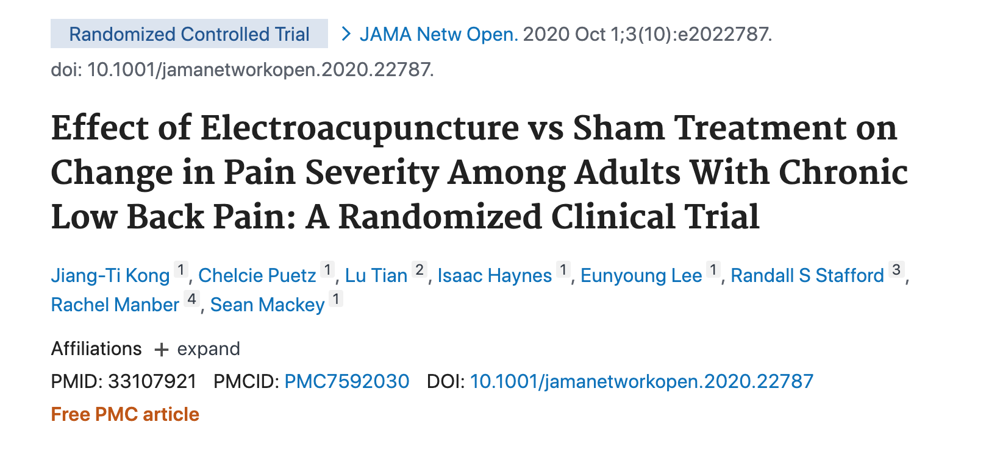 Randomized Controlled Trial > JAMA Netw Open. 2020 Oct 1;3(10):e2022787.
doi: 10.1001/jamanetworkopen.2020.22787.
Effect of Electroacupuncture vs Sham Treatment on
Change in Pain Severity Among Adults With Chronic
Low Back Pain: A Randomized Clinical Trial
Jiang-Ti Kong 1, Chelcie Puetz 1, Lu Tian 2, Isaac Haynes 1, Eunyoung Lee 1, Randall S Stafford 3,
Rachel Manber 4, Sean Mackey 1
Affiliations + expand
PMID: 33107921 PMCID: PMC7592030 DOI: 10.1001/jamanetworkopen.2020.22787
Free PMC article